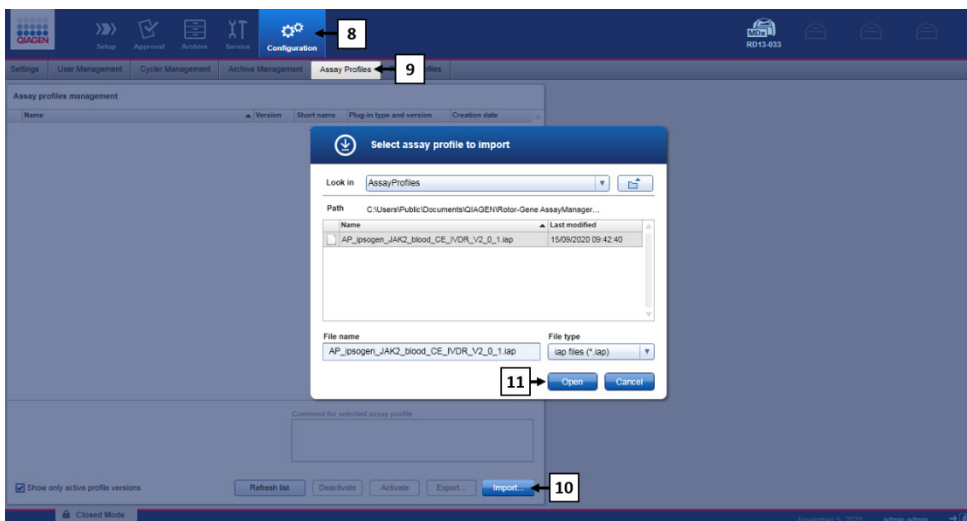 QIAGEN
Setup Approval Archive Service Configuration
8
MDx
RD13-033
Settings User Management Cycler Management Archive Management Assay Profiles
9
Assay profiles management
Name Version Short name Plug-in type and version Creation date
Select assay profile to import
Look in AssayProfiles
Path C:\Users\Public\Documents\QIAGEN\Rotor-Gene AssayManager...
Name Last modified
AP_ipsogen_JAK2_blood_CE_IVDR_V2_0_1.iap 15/09/2020 09:42:40
File name File type
AP_ipsogen_JAK2_blood_CE_IVDR_V2_0_1.iap iap files (*.iap)
11
Open Cancel
Comment for selected assay profile
Show only active profile versions Refresh list Deactivate Activate Export... Import...
10
Closed Mode November 5, 2020 admin admin